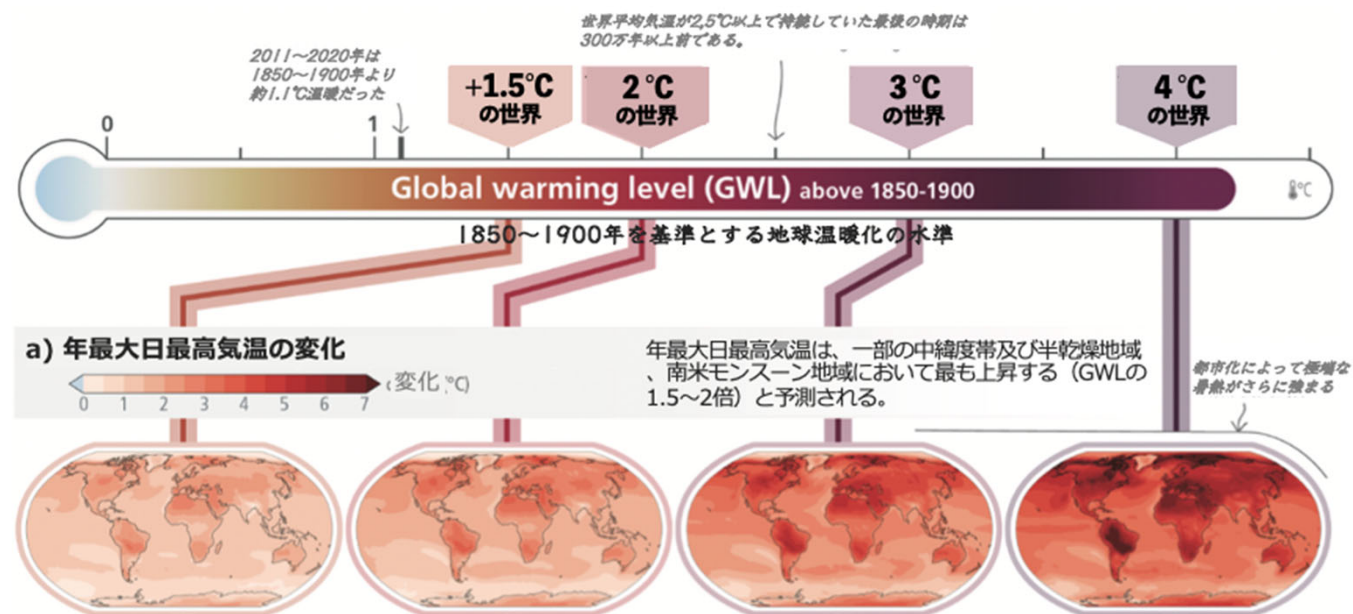 世界平均気温が2,5℃以上で持続していた最後の時期は
300万年以上前である。
2011～2020年は
1850～1900年より
約1.1℃温暖だった
+1.5℃
の世界
2℃
の世界
3℃
の世界
4℃
の世界
0
1
Global warming level (GWL) above 1850-1900
℃
1850～1900年を基準とする地球温暖化の水準
a) 年最大日最高気温の変化
変化 (℃)
0 1 2 3 4 5 6 7
年最大日最高気温は、一部の中緯度帯及び半乾燥地域
、南米モンスーン地域において最も上昇する（GWLの
1.5～2倍）と予測される。
都市化によって極端な
暑熱がさらに強まる